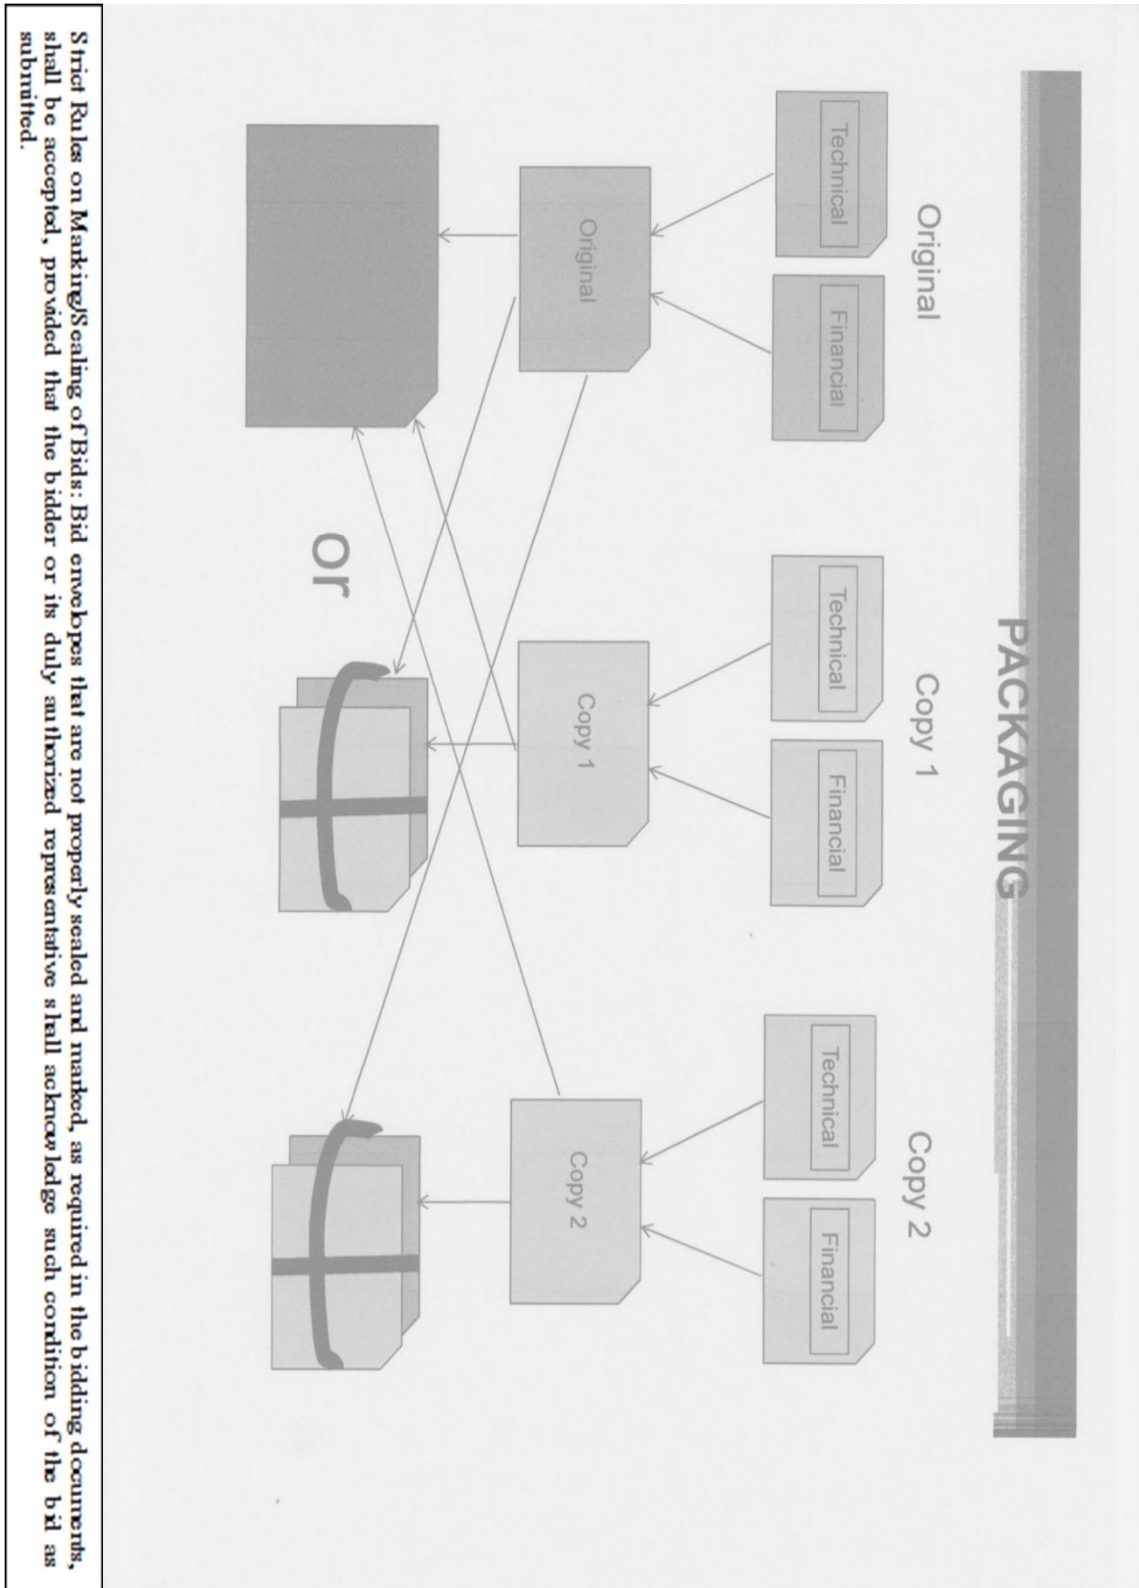 PACKAGING
Original
Copy 1
Copy 2
Technical
Financial
Technical
Financial
Technical
Financial
Original
Copy 1
Copy 2
or
Strict Rules on Marking/Sealing of Bids: Bid envelopes that are not properly sealed and marked, as required in the bidding documents,
shall be accepted, provided that the bidder or its duly authorized representative shall acknowledge such condition of the bid as
submitted.